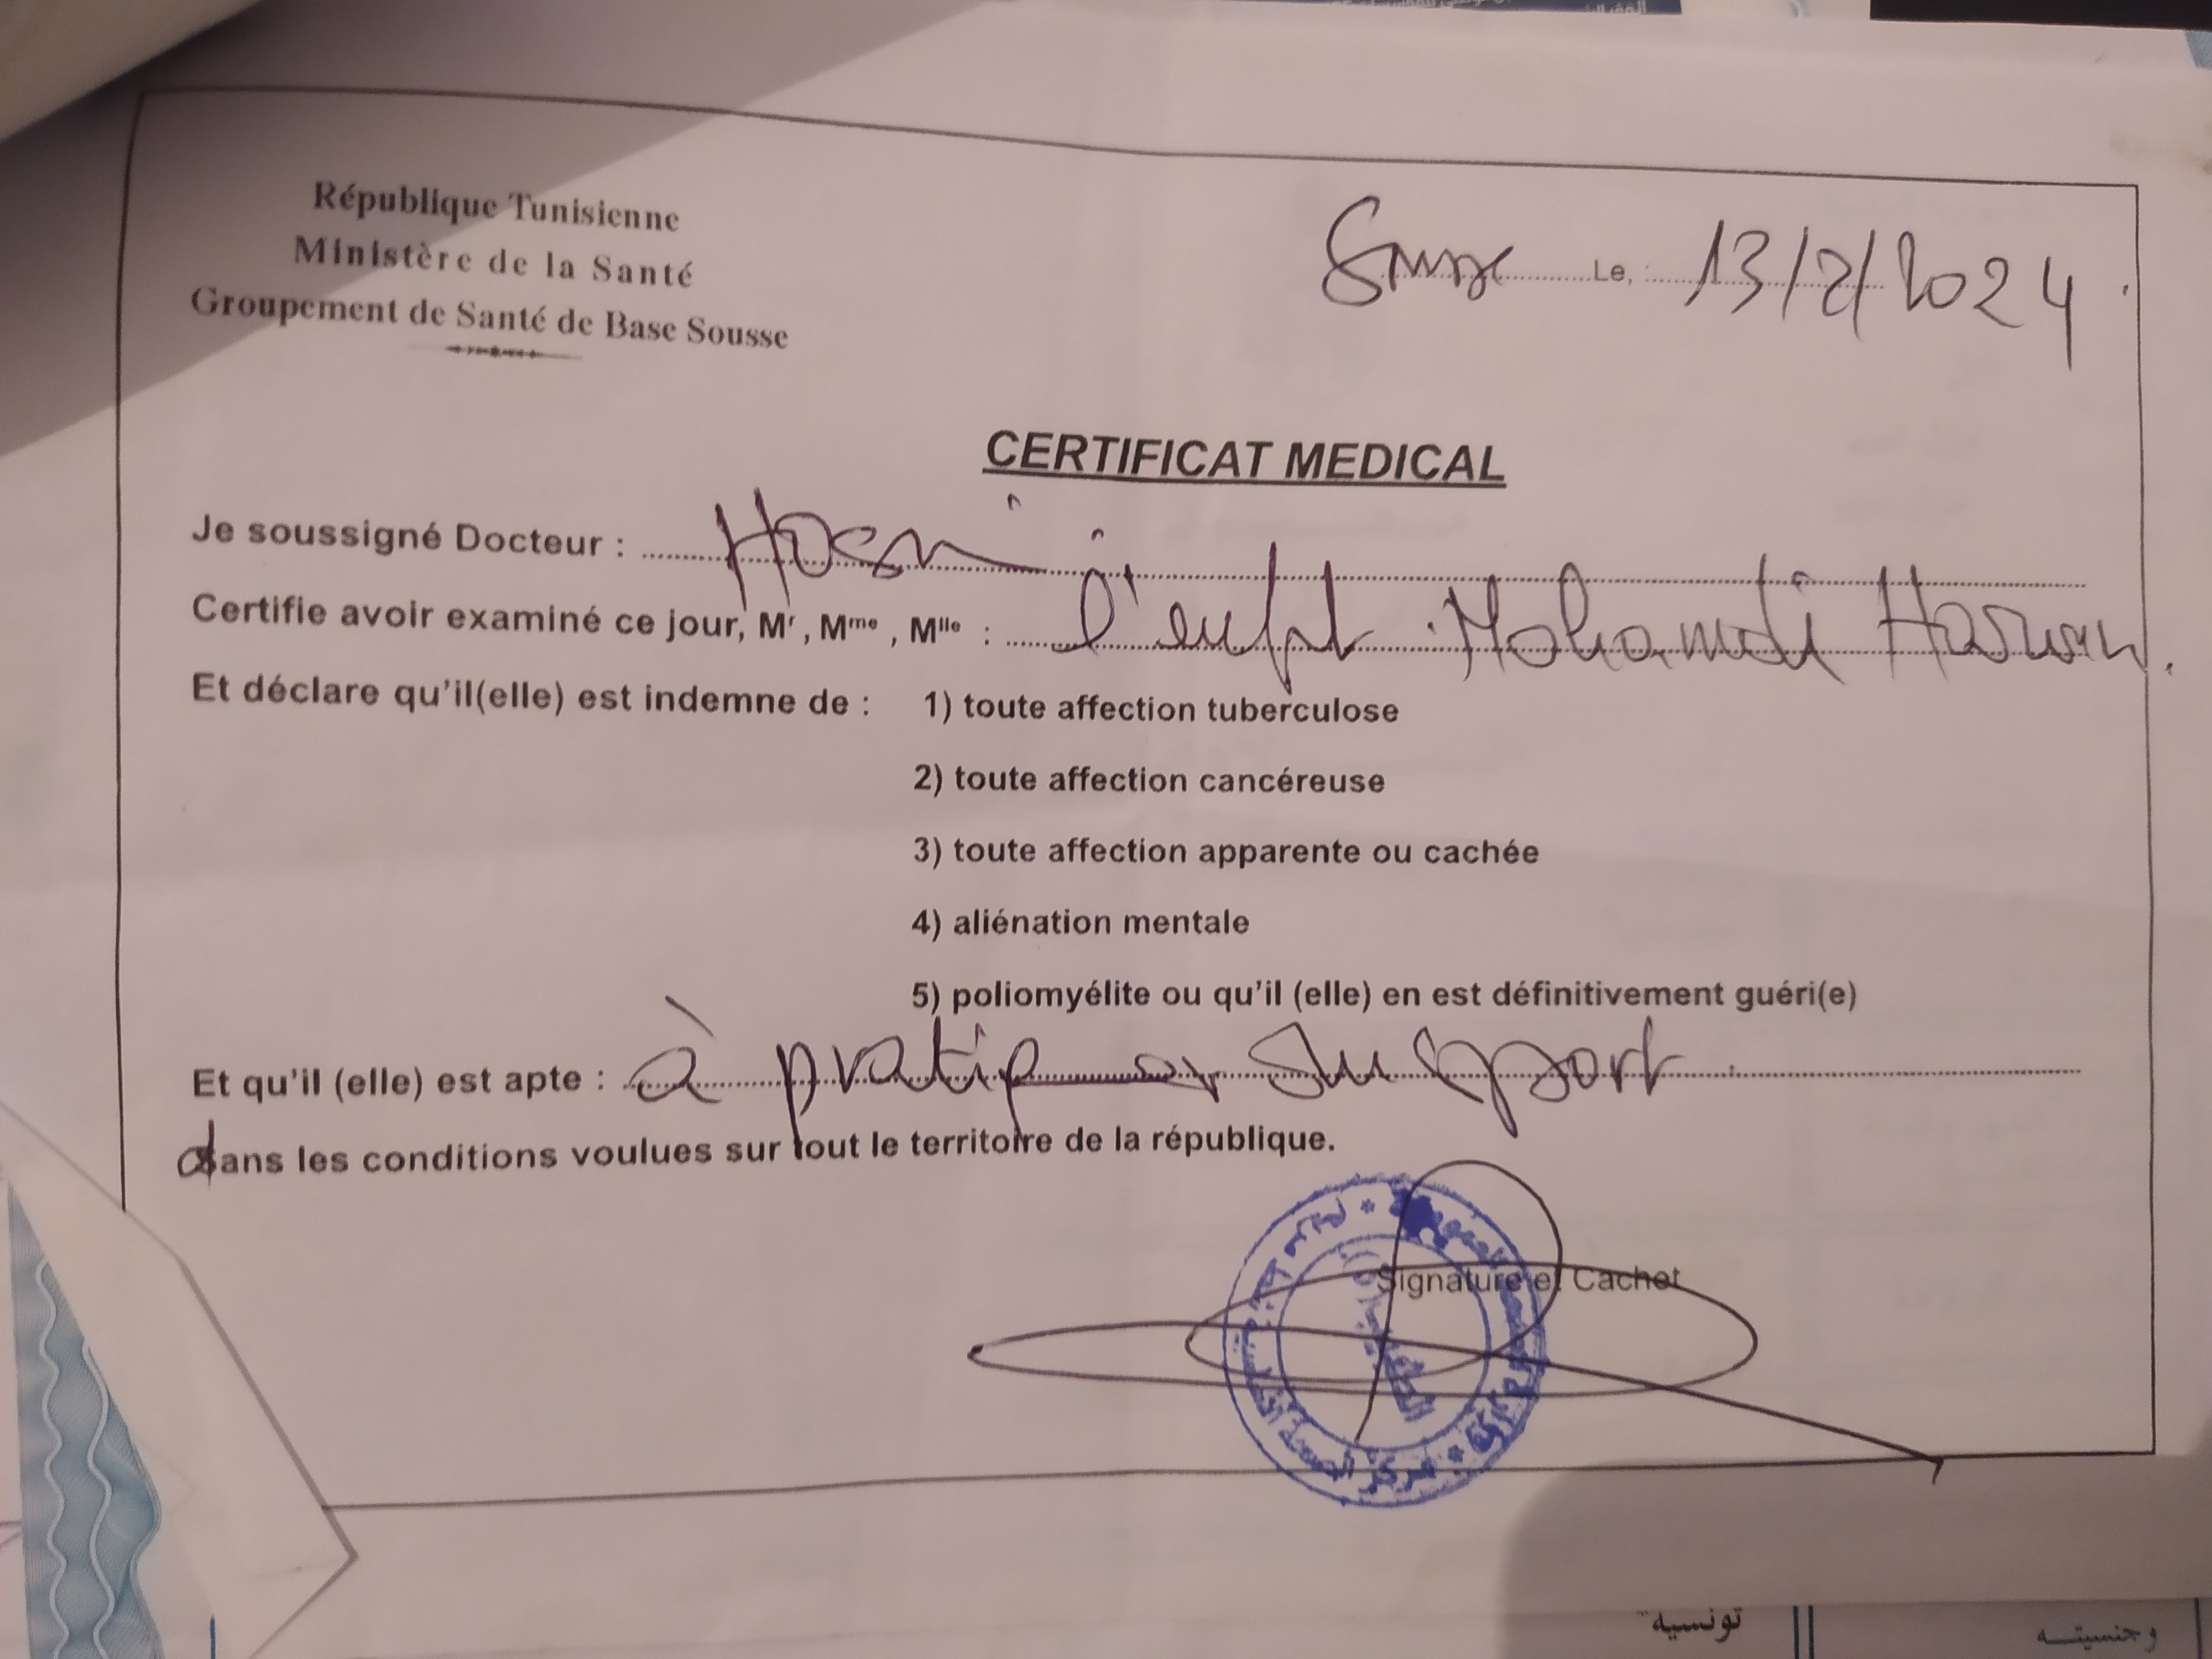 République Tunisienne
Ministère de la Santé
Groupement de Santé de Base Sousse
Sousse Le, : 13/2/2024
CERTIFICAT MEDICAL
Je soussigné Docteur : Hosni
Certifie avoir examiné ce jour, Mʳ, Mᵐᵉ, Mˡˡᵉ : l'enfant : Mohamdi
Et déclare qu'il(elle) est indemne de : 1) toute affection tuberculose
2) toute affection cancéreuse
3) toute affection apparente ou cachée
4) aliénation mentale
5) poliomyélite ou qu'il (elle) en est définitivement guéri(e)
Et qu'il (elle) est apte : à pratiquer du sport
dans les conditions voulues sur tout le territoire de la république.
Signature et Cachet
تونسية
وجنسيته